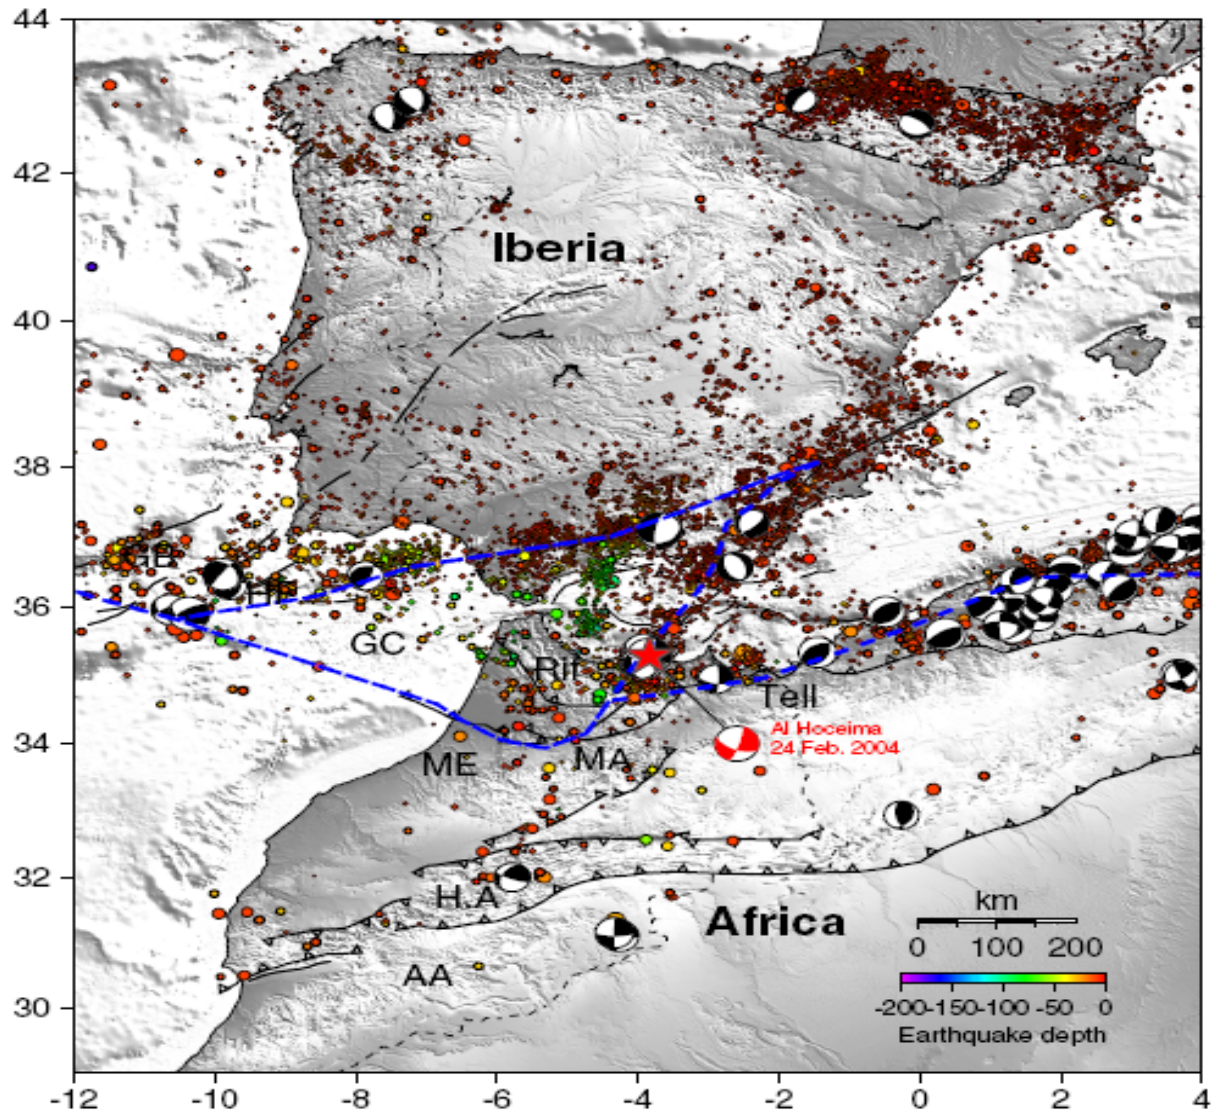 44
42
40
38
36
34
32
30
Iberia
GB
HP
GC
Rif
Tell
Al Hoceima
24 Feb. 2004
ME
MA
H.A
Africa
AA
km
0 100 200
-200 -150 -100 -50 0
Earthquake depth
-12 -10 -8 -6 -4 -2 0 2 4